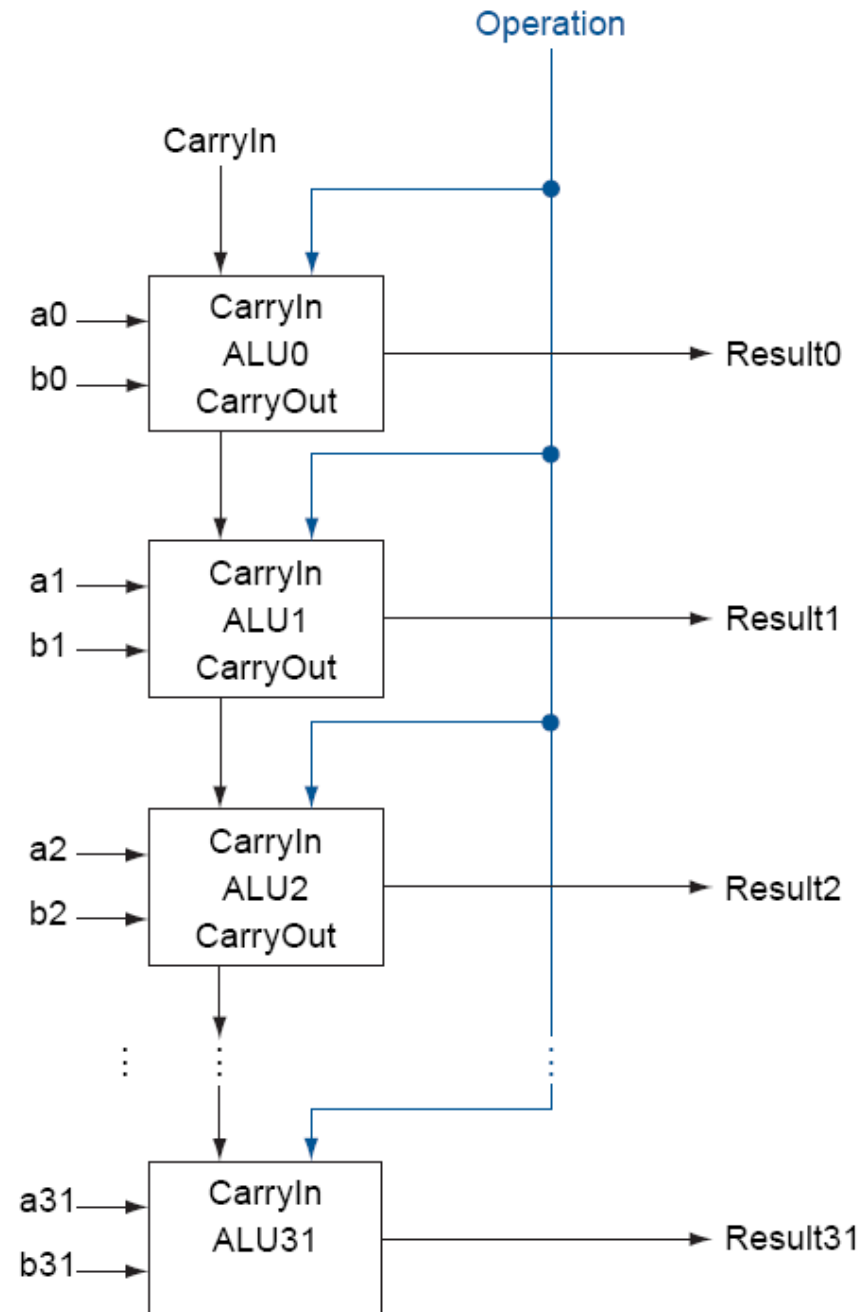 Operation
CarryIn
a0
b0
CarryIn
ALU0
CarryOut
Result0
a1
b1
CarryIn
ALU1
CarryOut
Result1
a2
b2
CarryIn
ALU2
CarryOut
Result2
a31
b31
CarryIn
ALU31
Result31